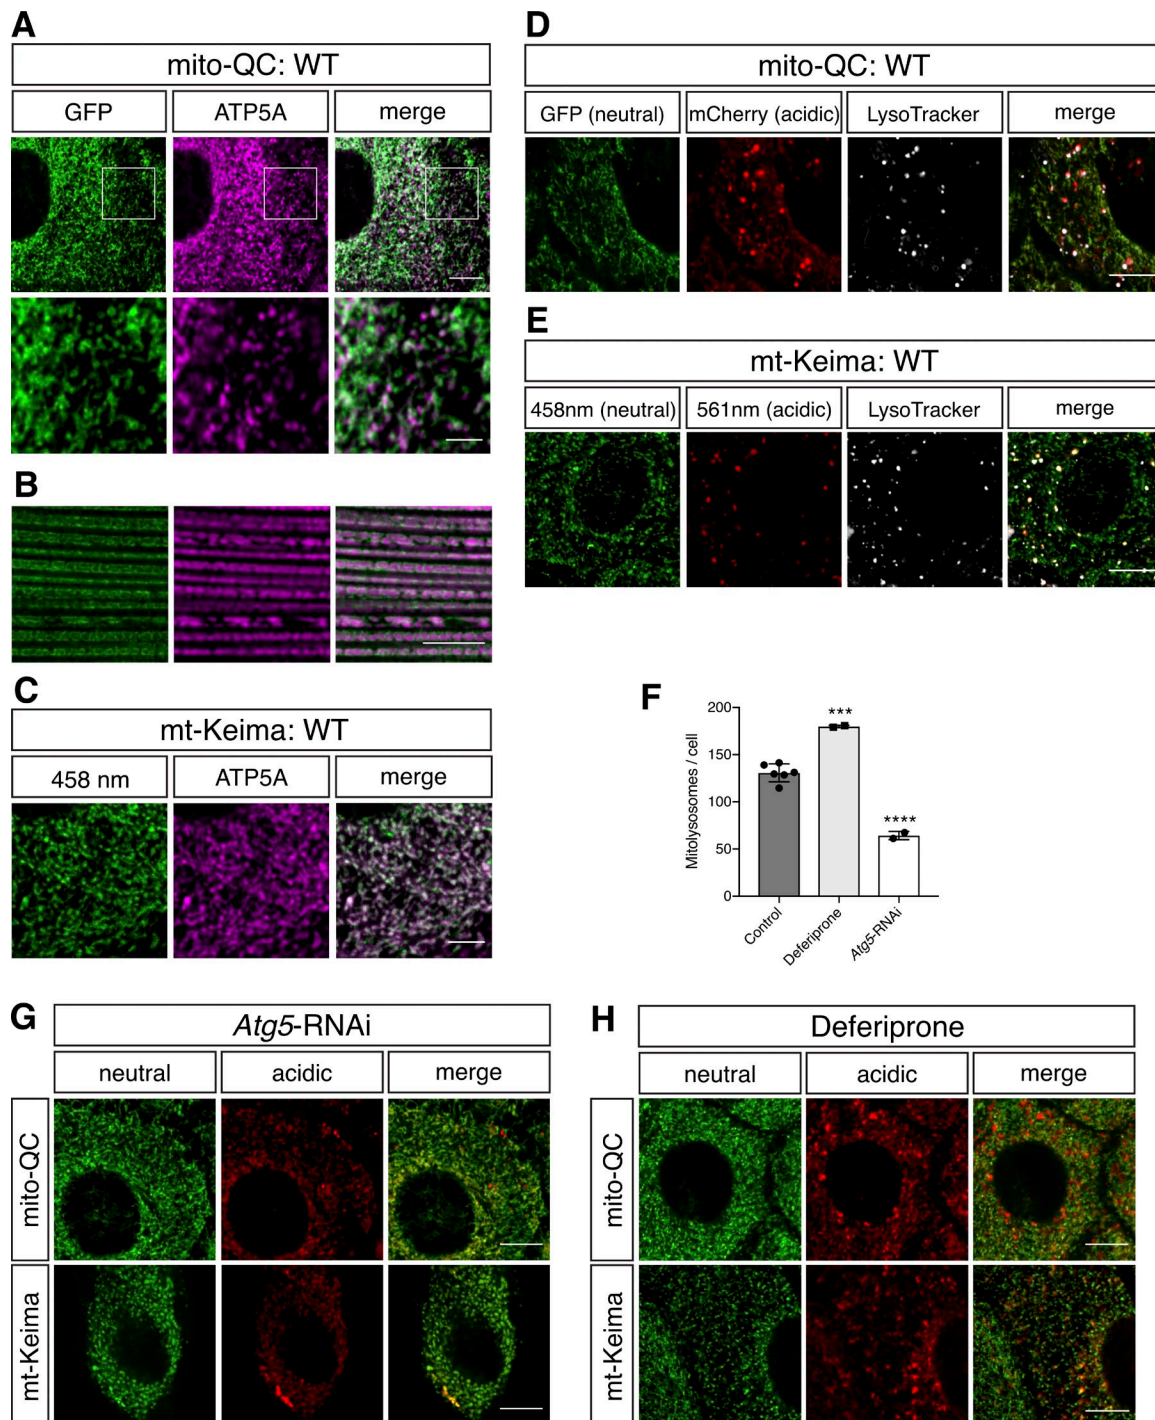 A
mito-QC: WT
GFP
ATP5A
merge
B
C
mt-Keima: WT
458 nm
ATP5A
merge
D
mito-QC: WT
GFP (neutral)
mCherry (acidic)
LysoTracker
merge
E
mt-Keima: WT
458nm (neutral)
561nm (acidic)
LysoTracker
merge
F
Mitolysosomes / cell
200
150
100
50
0
***
****
Control
Deferiprone
Atg5-RNAi
G
Atg5-RNAi
neutral
acidic
merge
mito-QC
mt-Keima
H
Deferiprone
neutral
acidic
merge
mito-QC
mt-Keima